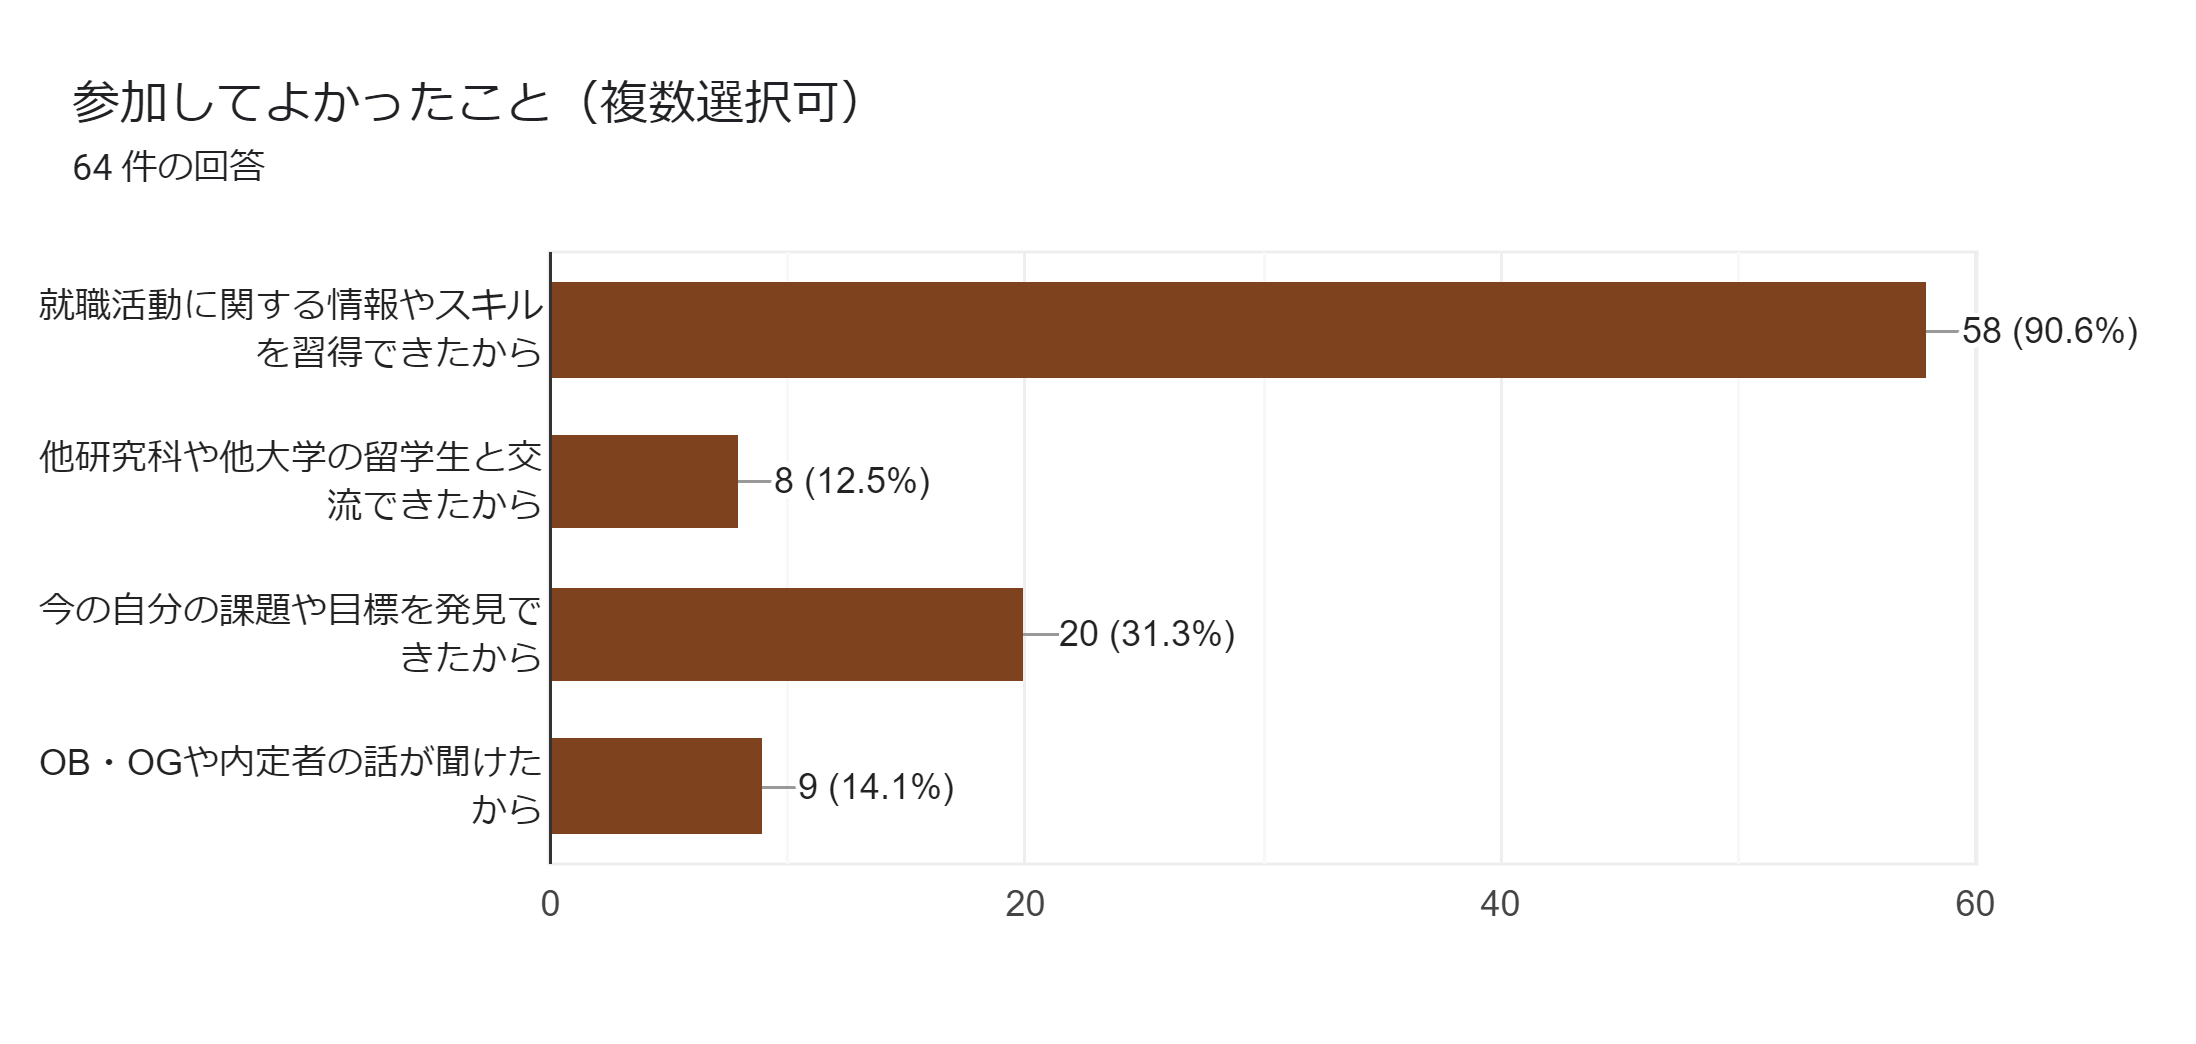 参加してよかったこと（複数選択可）
64 件の回答
就職活動に関する情報やスキル
を習得できたから
58 (90.6%)
他研究科や他大学の留学生と交
流できたから
8 (12.5%)
今の自分の課題や目標を発見で
きたから
20 (31.3%)
OB・OGや内定者の話が聞けた
から
9 (14.1%)
0 20 40 60